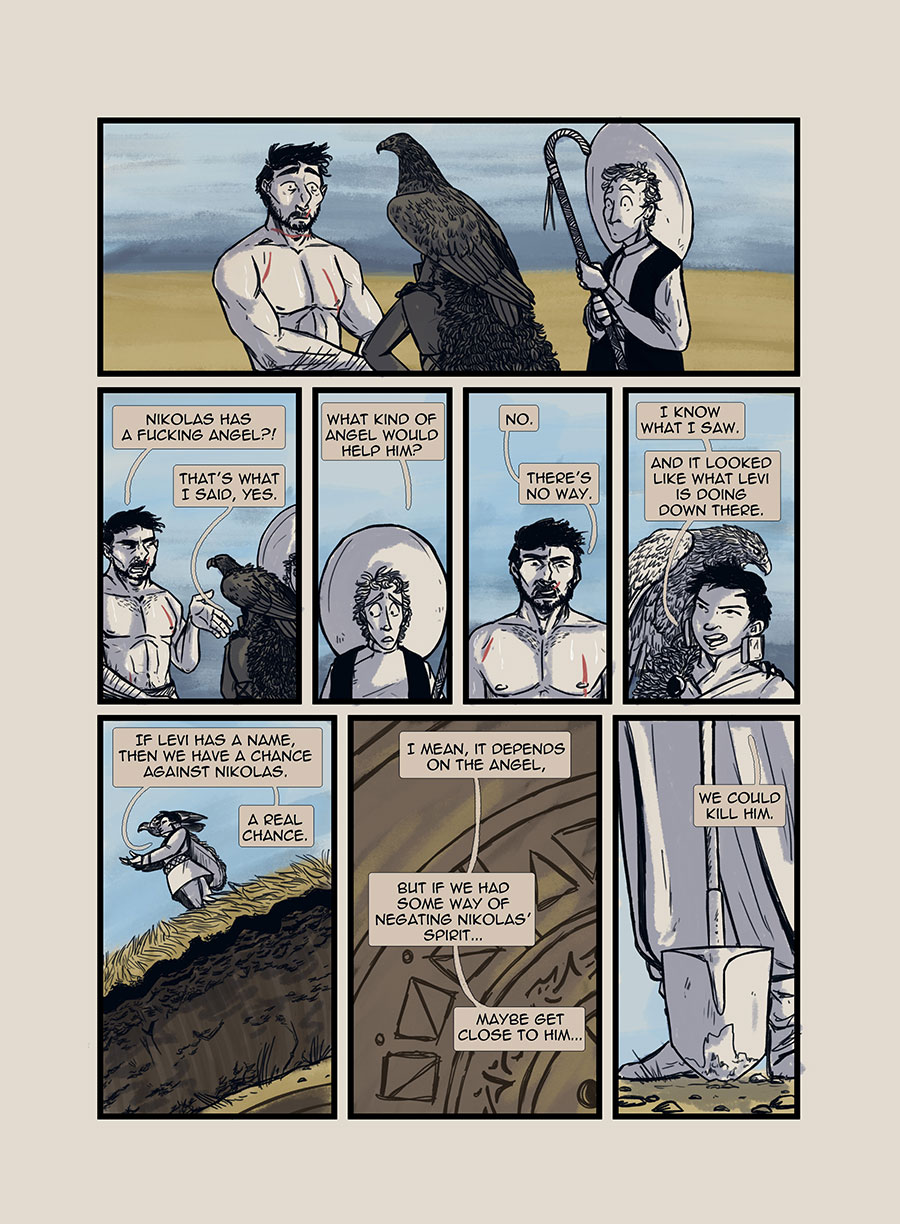 NIKOLAS HAS
A FUCKING ANGEL?!
THAT'S WHAT
I SAID, YES.
WHAT KIND OF
ANGEL WOULD
HELP HIM?
NO.
THERE'S
NO WAY.
I KNOW
WHAT I SAW.
AND IT LOOKED
LIKE WHAT LEVI
IS DOING
DOWN THERE.
IF LEVI HAS A NAME,
THEN WE HAVE A CHANCE
AGAINST NIKOLAS.
A REAL
CHANCE.
I MEAN, IT DEPENDS
ON THE ANGEL,
BUT IF WE HAD
SOME WAY OF
NEGATING NIKOLAS'
SPIRIT...
MAYBE GET
CLOSE TO HIM...
WE COULD
KILL HIM.